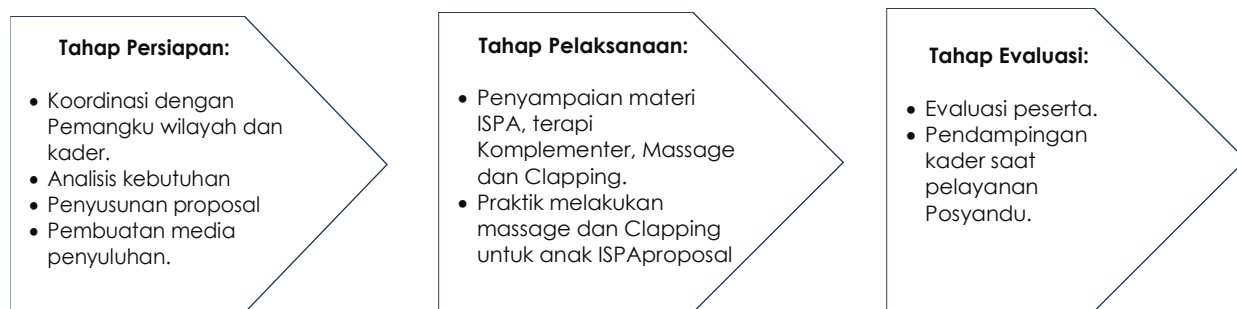 Tahap Persiapan:
• Koordinasi dengan
Pemangku wilayah dan
kader.
• Analisis kebutuhan
• Penyusunan proposal
• Pembuatan media
penyuluhan.
Tahap Pelaksanaan:
• Penyampaian materi
ISPA, terapi
Komplementer, Massage
dan Clapping.
• Praktik melakukan
massage dan Clapping
untuk anak ISPAproposal
Tahap Evaluasi:
• Evaluasi peserta.
• Pendampingan
kader saat
pelayanan
Posyandu.